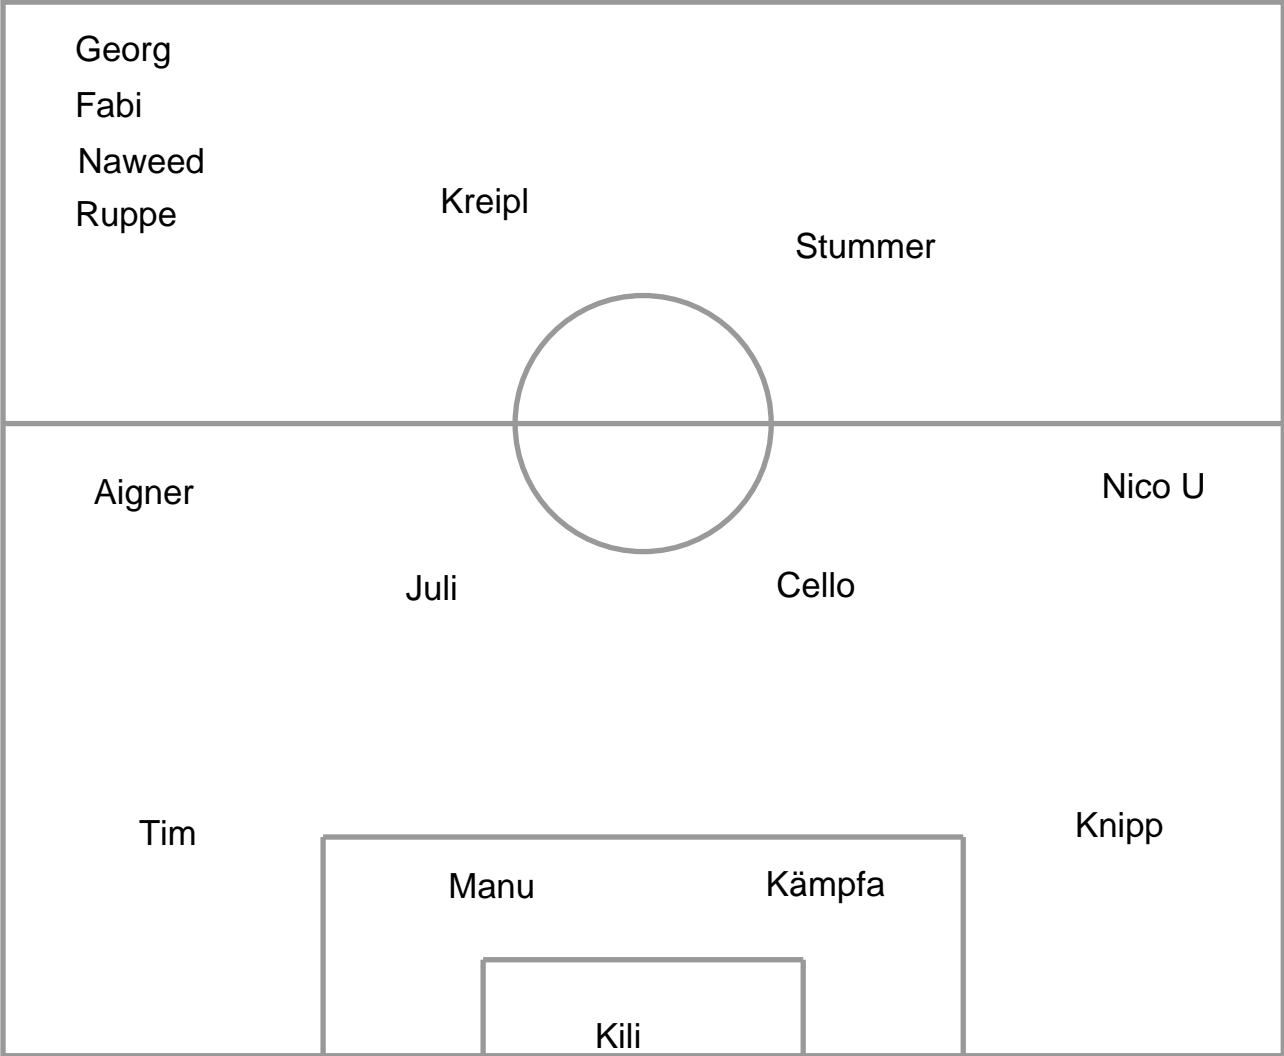 Georg
Fabi
Naweed
Ruppe
Kreipl
Stummer
Aigner
Nico U
Juli
Cello
Tim
Knipp
Manu
Kämpfa
Kili